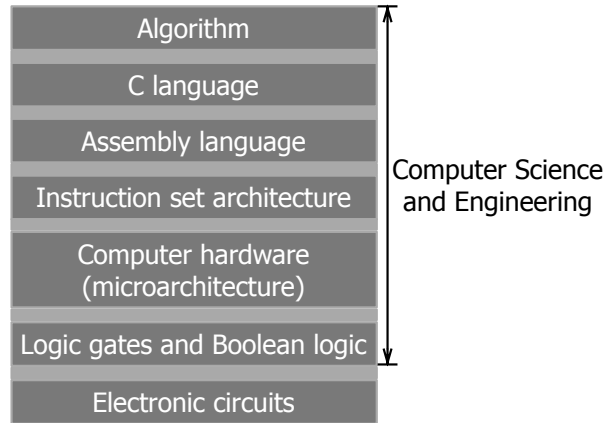 Algorithm
C language
Assembly language
Instruction set architecture
Computer hardware
(microarchitecture)
Logic gates and Boolean logic
Electronic circuits
Computer Science
and Engineering